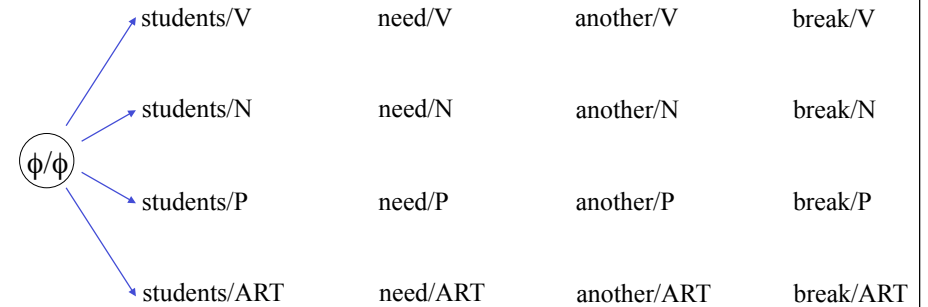 students/V need/V another/V break/V
students/N need/N another/N break/N
ϕ/ϕ
students/P need/P another/P break/P
students/ART need/ART another/ART break/ART